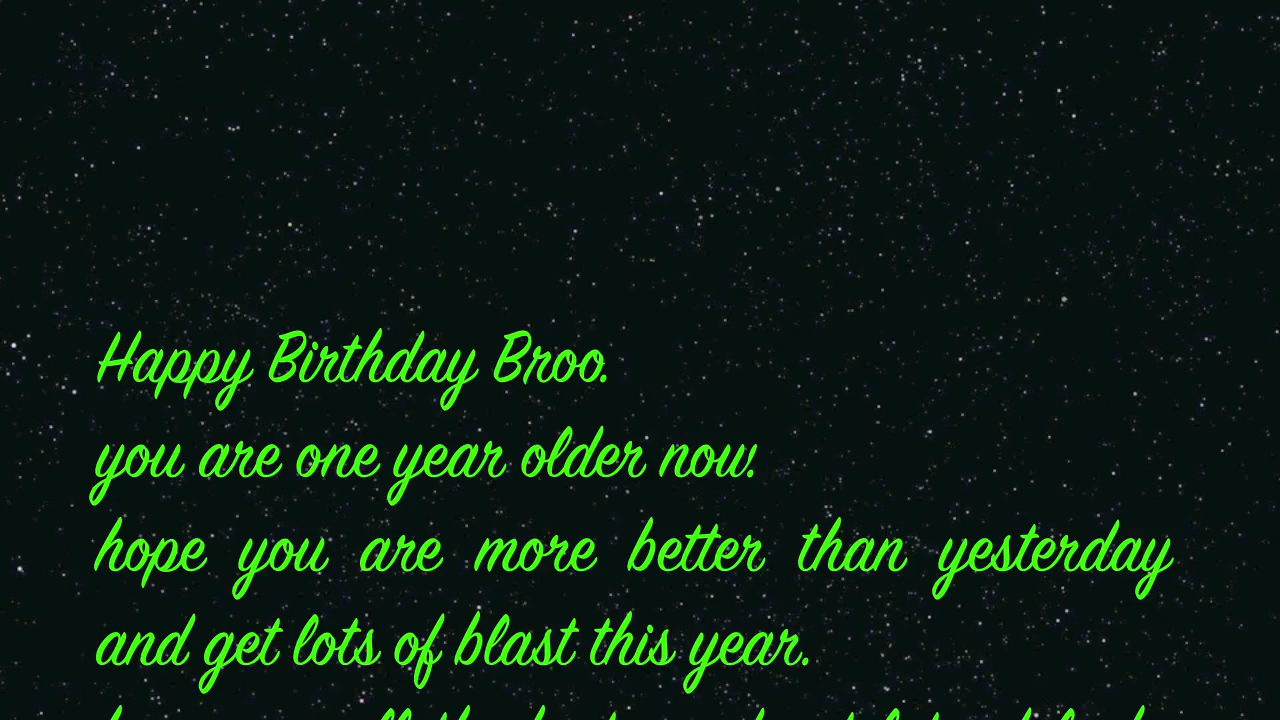 Happy Birthday Broo.
you are one year older now!
hope you are more better than yesterday
and get lots of blast this year.